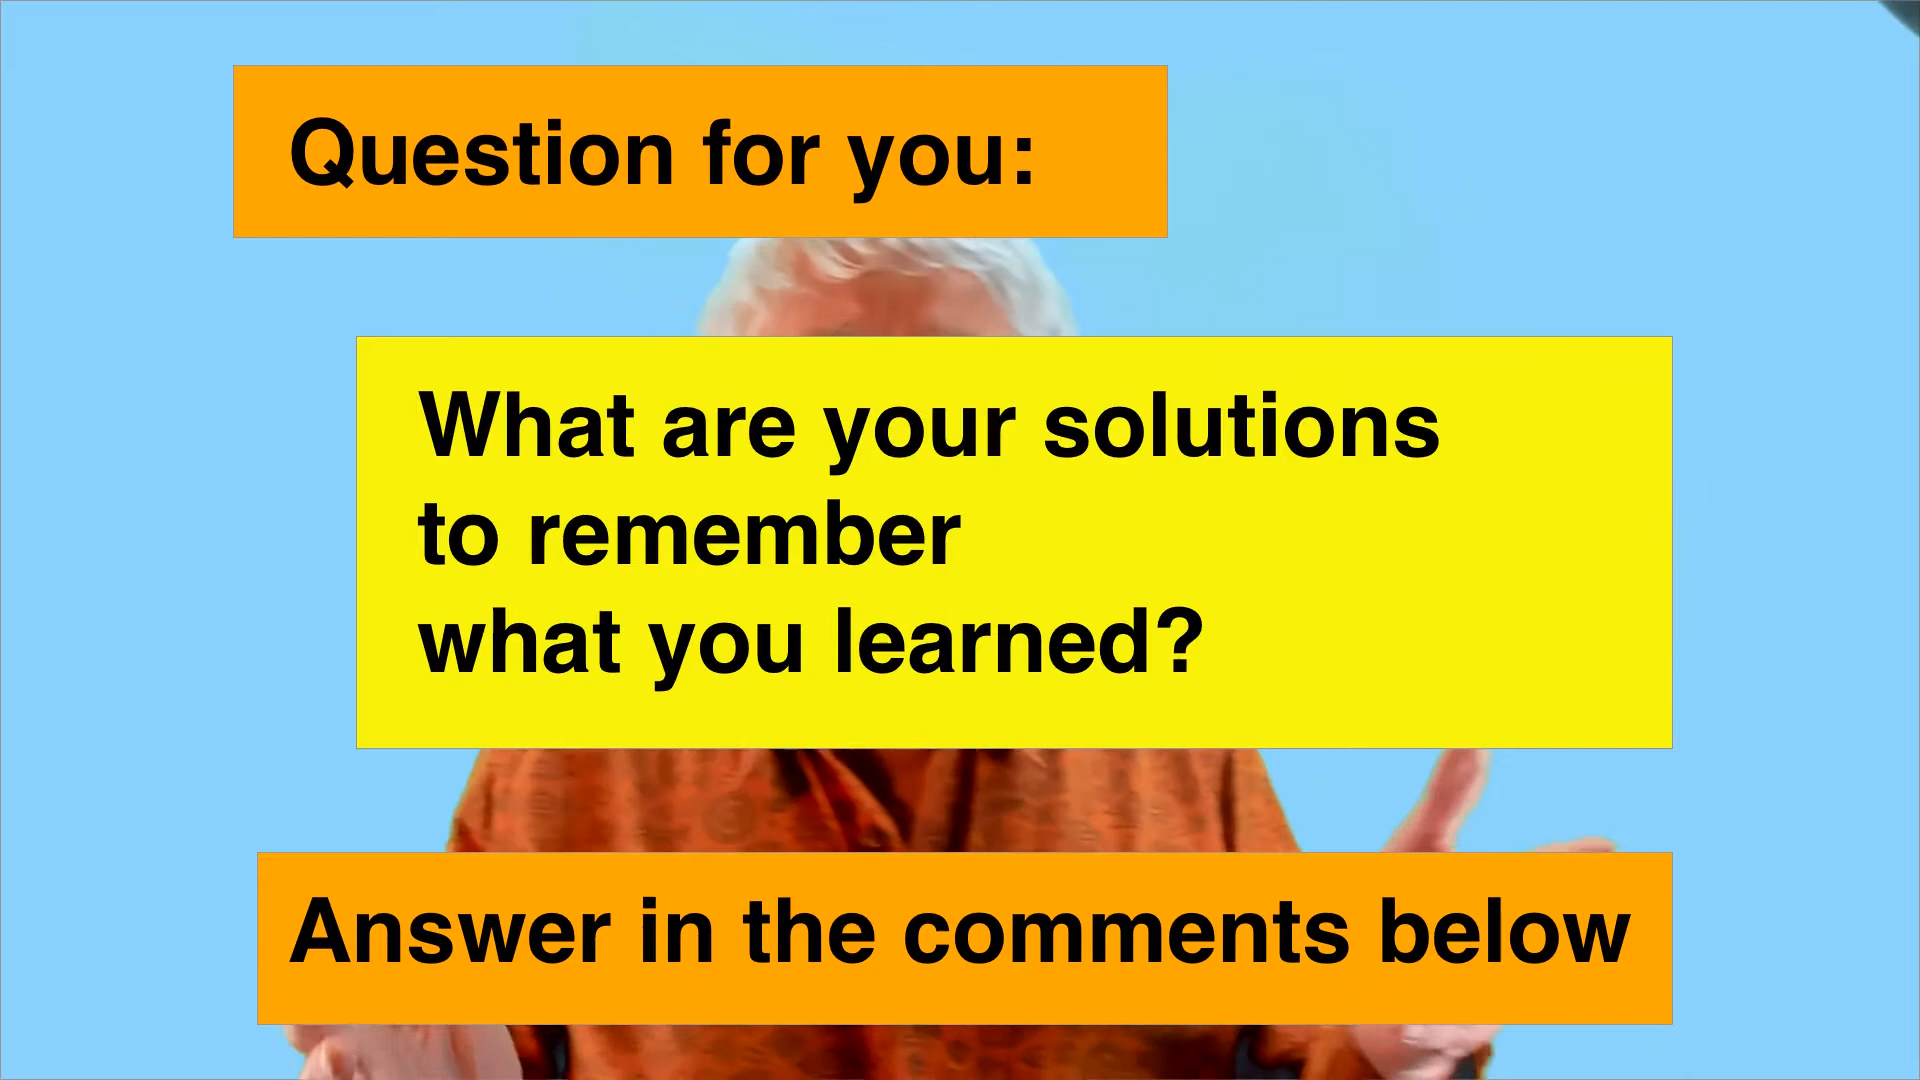 Question for you:
What are your solutions
to remember
what you learned?
Answer in the comments below